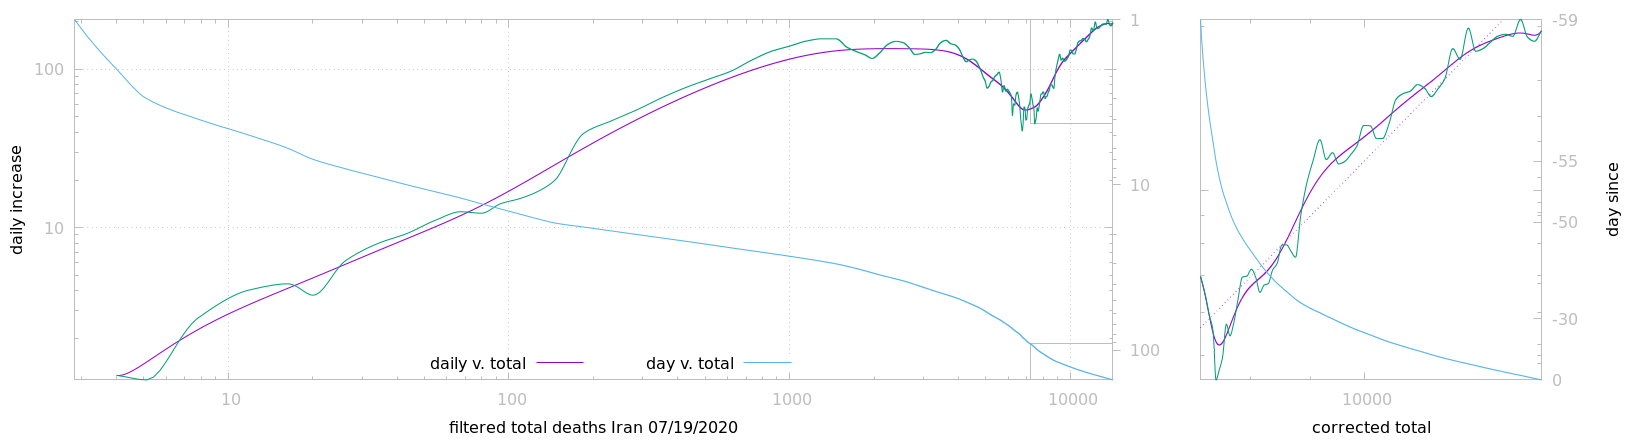 daily increase
100
10
daily v. total
day v. total
10
100
1000
10000
filtered total deaths Iran 07/19/2020
1
10
100
10000
corrected total
-59
-55
-50
-30
0
day since